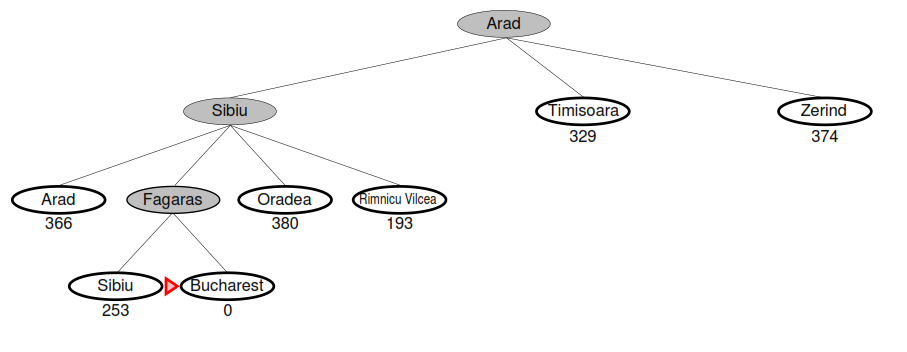 Arad
Sibiu
Timisoara
Zerind
329
374
Arad
Fagaras
Oradea
Rimnicu Vilcea
366
380
193
Sibiu
Bucharest
253
0